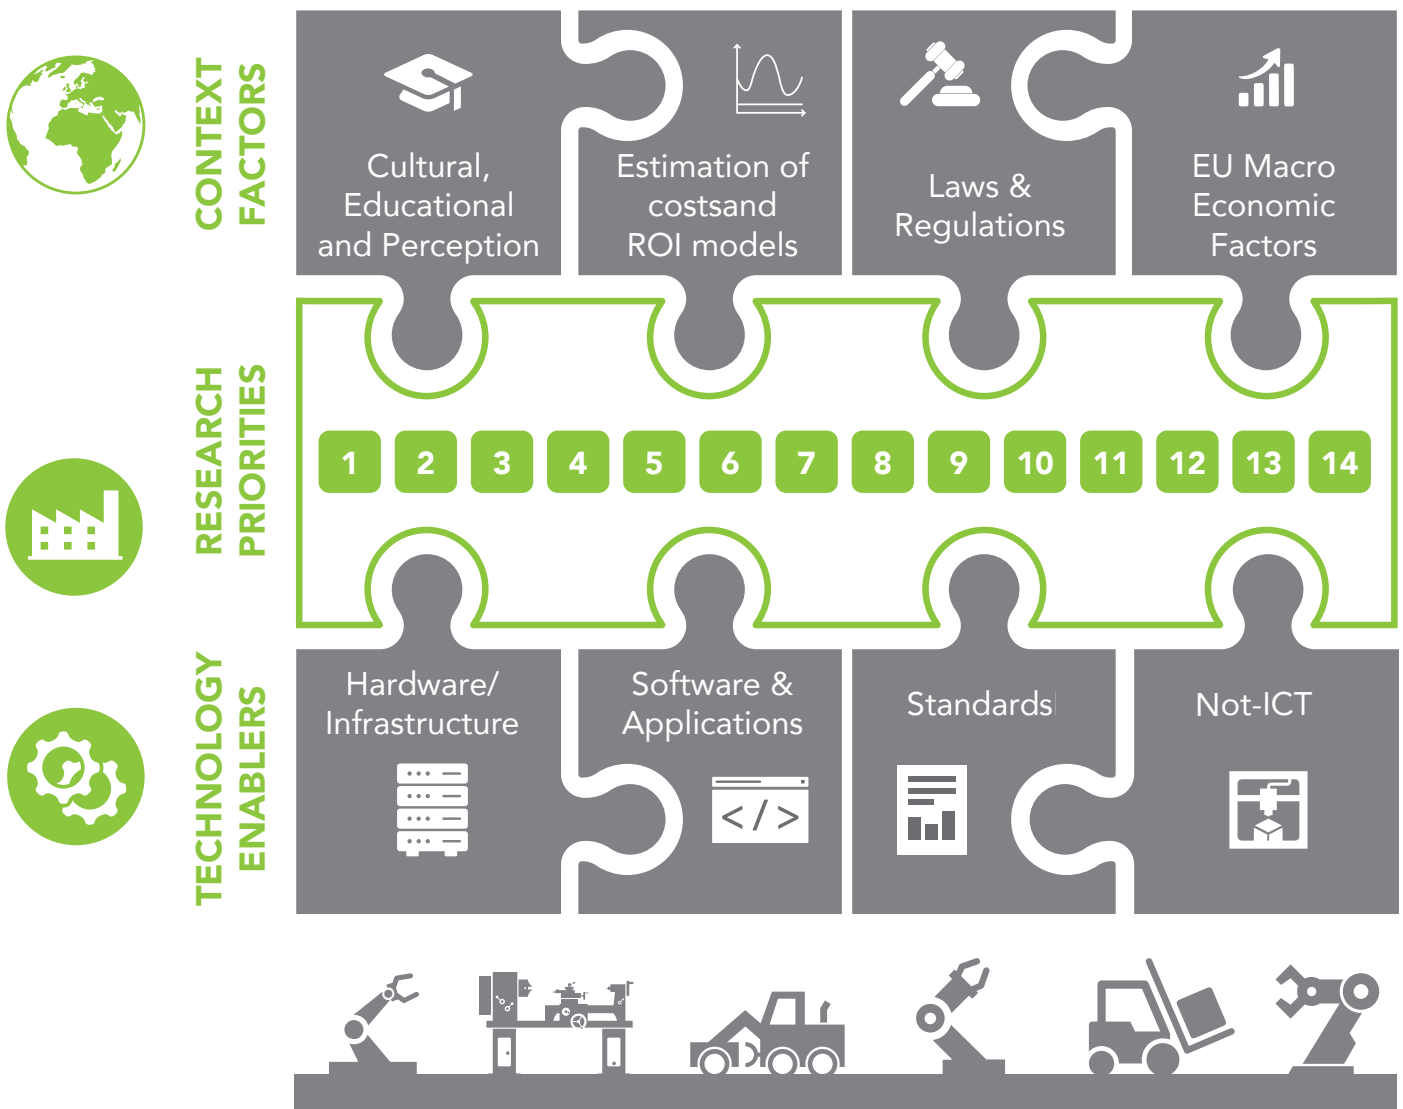 CONTEXT
FACTORS
Cultural,
Educational
and Perception
Estimation of
costsand
ROI models
Laws &
Regulations
EU Macro
Economic
Factors
RESEARCH
PRIORITIES
1 2 3 4 5 6 7 8 9 10 11 12 13 14
TECHNOLOGY
ENABLERS
Hardware/
Infrastructure
Software &
Applications
</>
Standards
Not-ICT